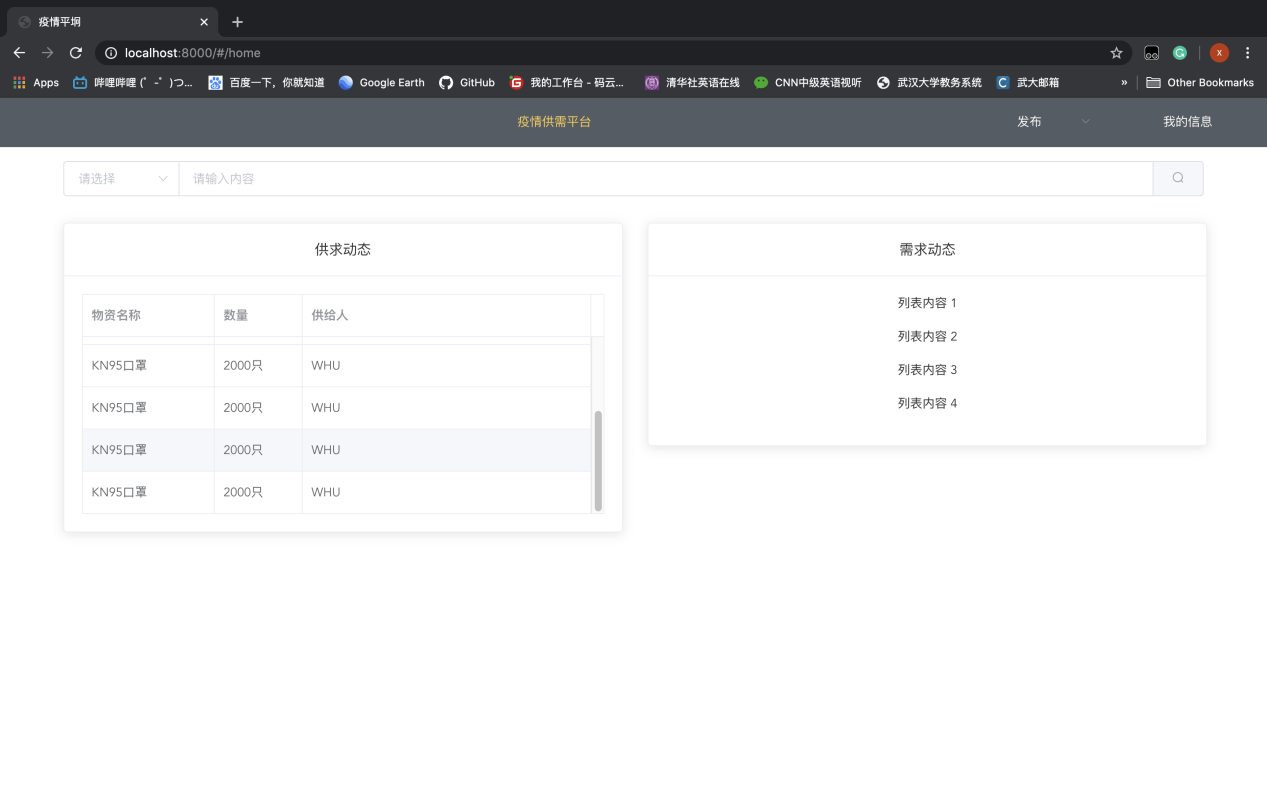 疫情平坝
localhost:8000/#/home
Apps
哔哩哔哩 (゜-゜)つ...
百度一下，你就知道
Google Earth
GitHub
我的工作台 - 码云...
清华社英语在线
CNN中级英语视听
武汉大学教务系统
武大邮箱
»
Other Bookmarks
疫情供需平台
发布
我的信息
请选择
请输入内容
供求动态
物资名称 数量 供给人
KN95口罩 2000只 WHU
KN95口罩 2000只 WHU
KN95口罩 2000只 WHU
KN95口罩 2000只 WHU
需求动态
列表内容 1
列表内容 2
列表内容 3
列表内容 4